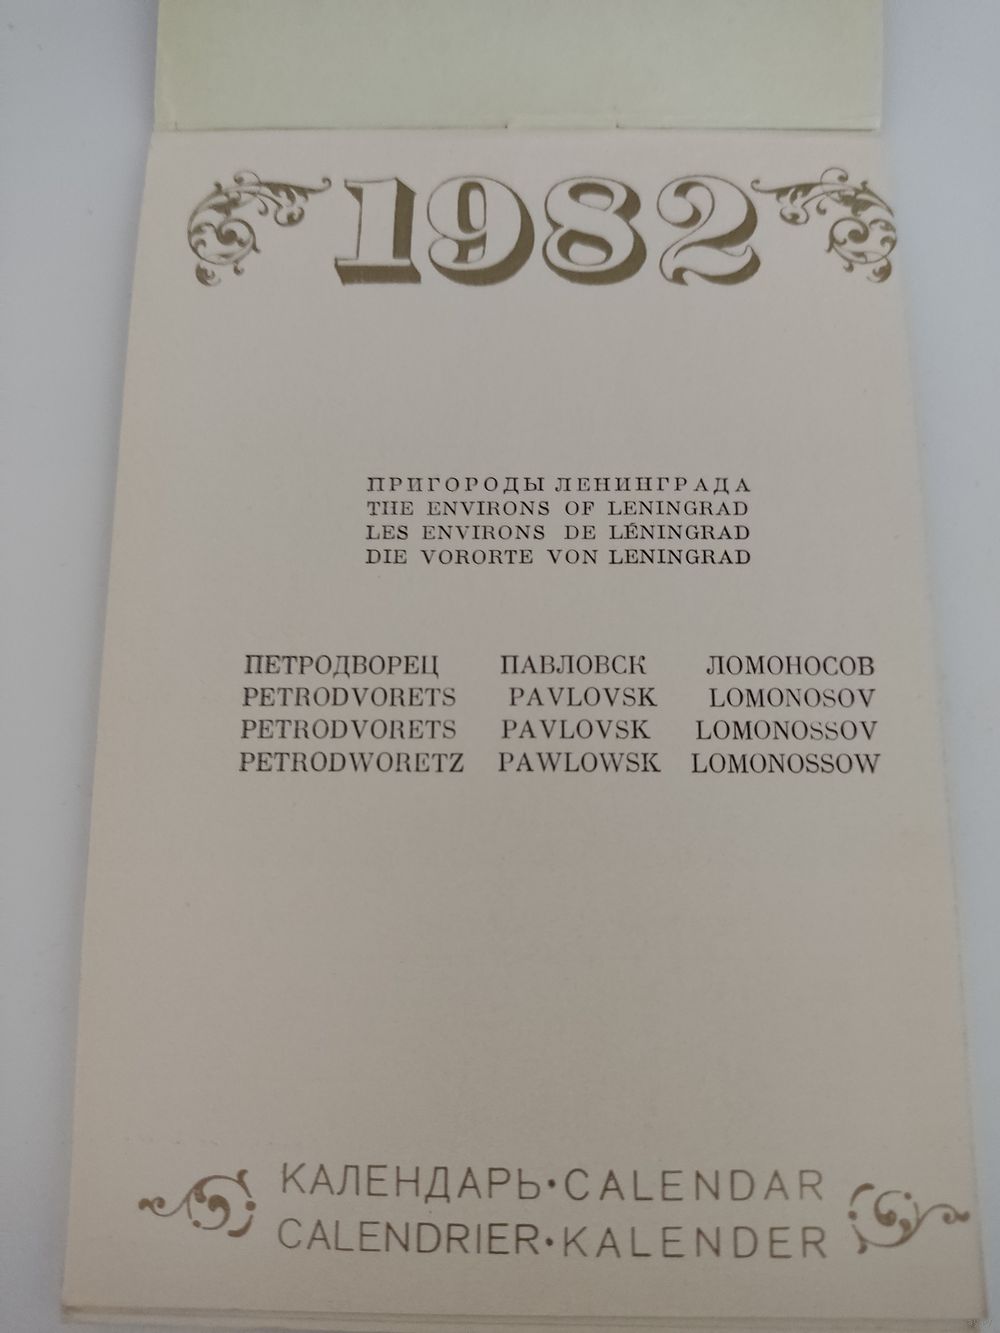 1982
ПРИГОРОДЫ ЛЕНИНГРАДА
THE ENVIRONS OF LENINGRAD
LES ENVIRONS DE LÉNINGRAD
DIE VORORTE VON LENINGRAD
ПЕТРОДВОРЕЦ ПАВЛОВСК ЛОМОНОСОВ
PETRODVORETS PAVLOVSK LOMONOSOV
PETRODVORETS PAVLOVSK LOMONOSSOV
PETRODWORETZ PAWLOWSK LOMONOSSOW
КАЛЕНДАРЬ·CALENDAR
CALENDRIER·KALENDER